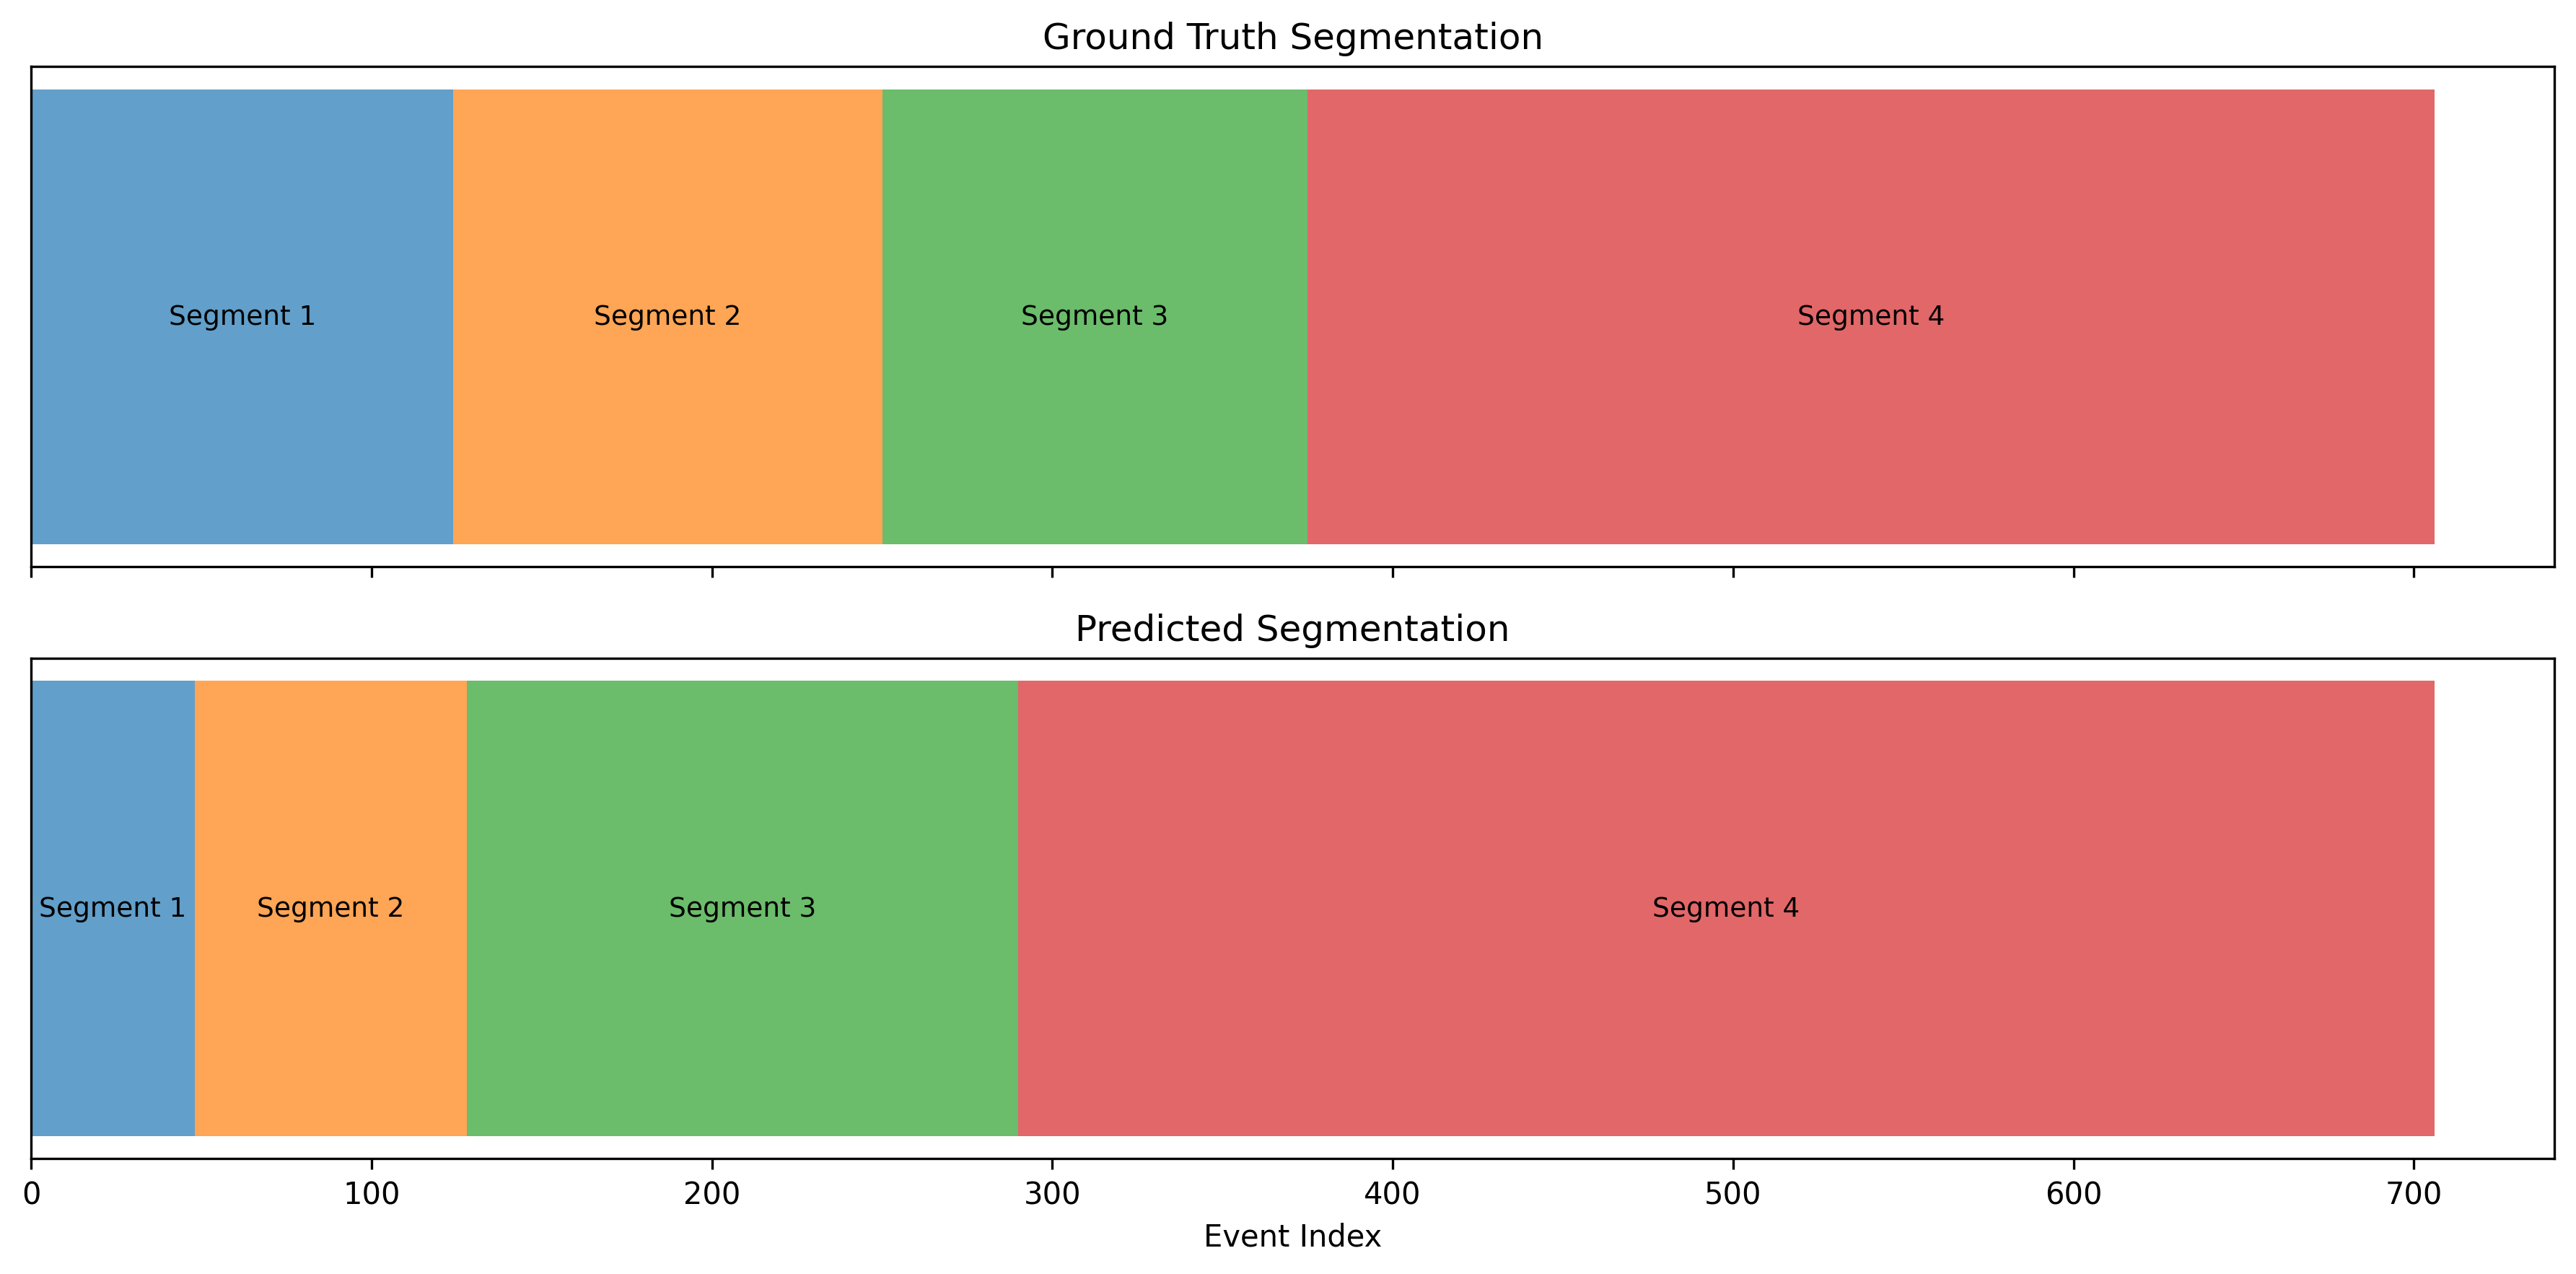 Ground Truth Segmentation
Segment 1 Segment 2 Segment 3 Segment 4
Predicted Segmentation
Segment 1 Segment 2 Segment 3 Segment 4
0 100 200 300 400 500 600 700
Event Index